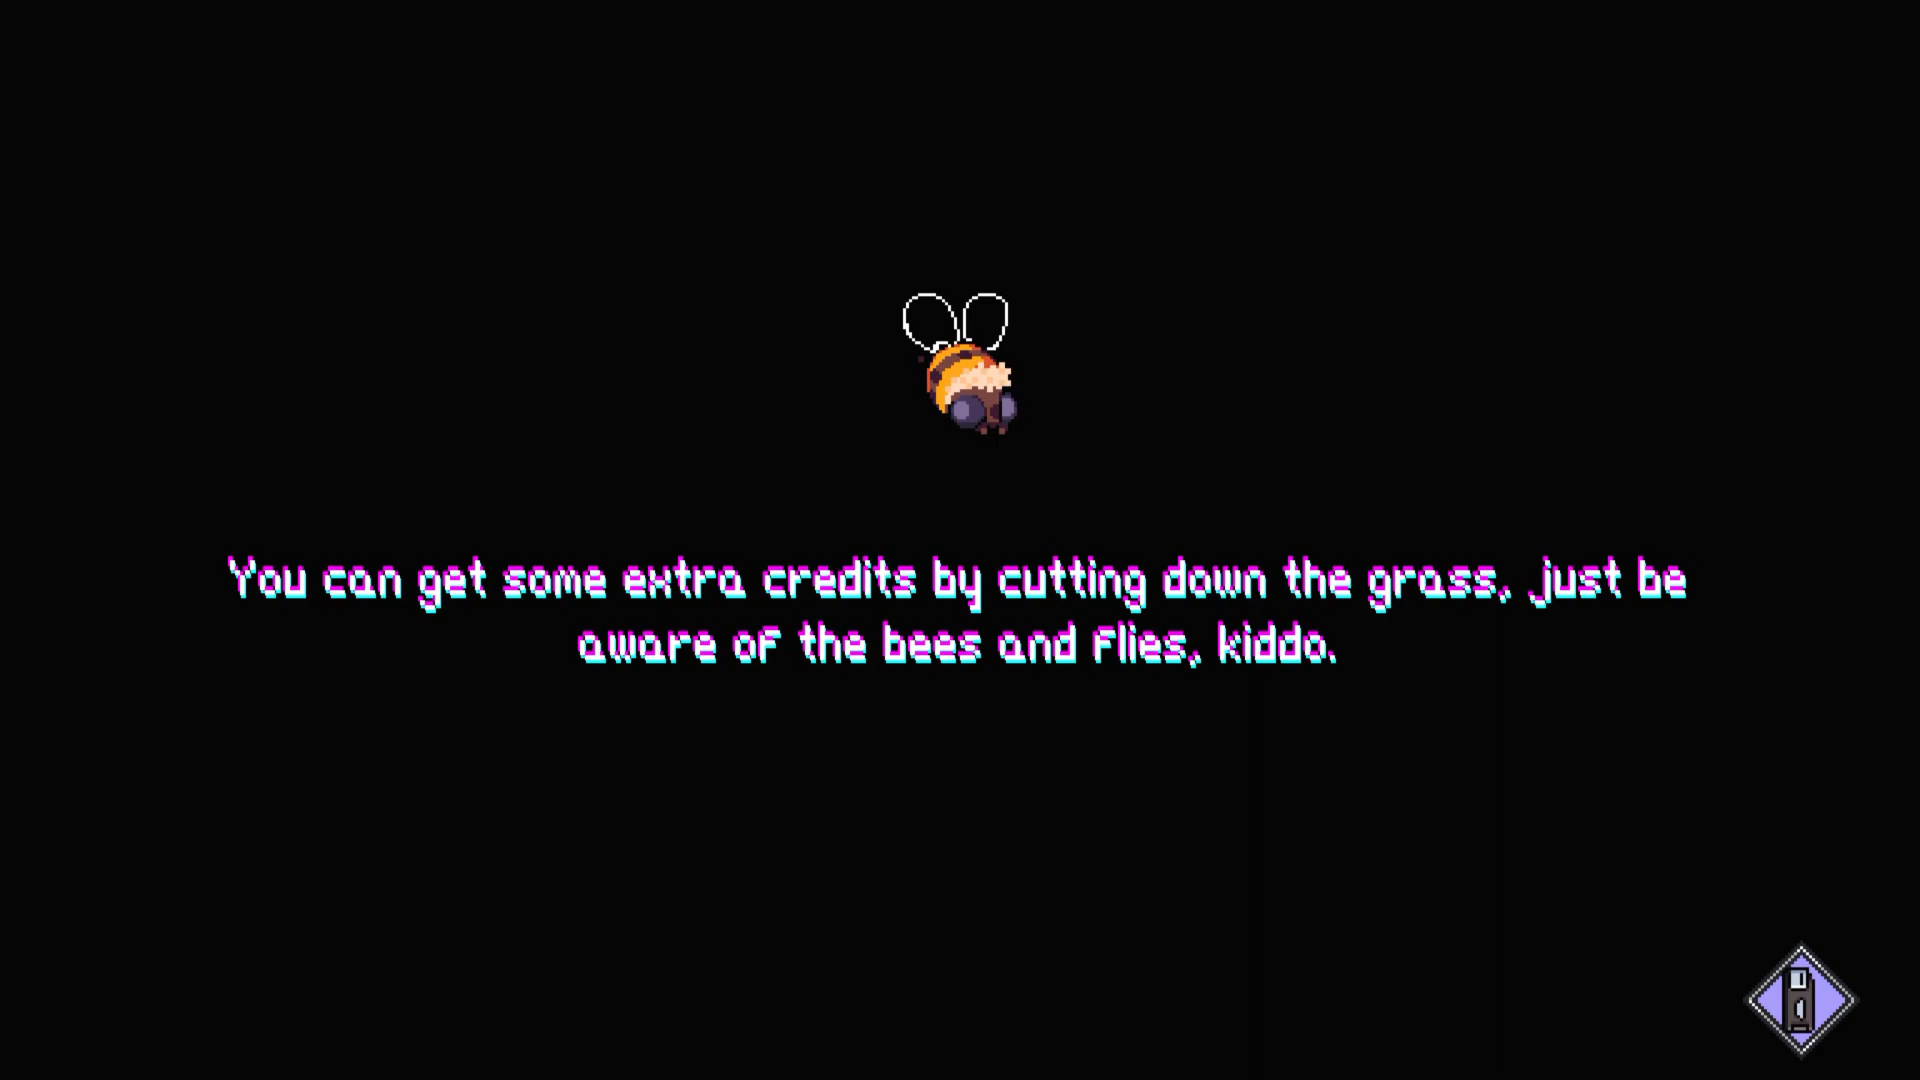 You can get some extra credits by cutting down the grass, just be
aware of the bees and flies, kiddo.